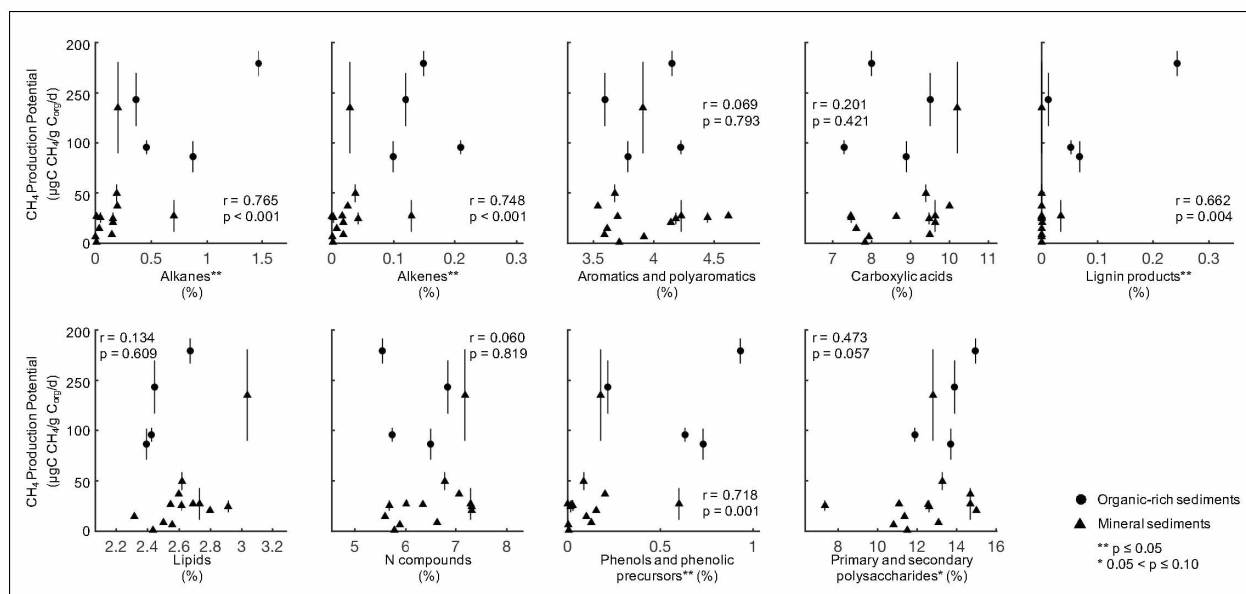 CH₄ Production Potential
(µgC CH₄/g Corg/d)
200
250
100
50
0
r = 0.765
p < 0.001
0 0.5 1 1.5
Alkanes**
(%)
r = 0.748
p < 0.001
0 0.1 0.2 0.3
Alkenes**
(%)
r = 0.069
p = 0.793
3.5 4 4.5
Aromatics and polyaromatics
(%)
r = 0.201
p = 0.421
7 8 9 10 11
Carboxylic acids
(%)
r = 0.662
p = 0.004
0 0.1 0.2 0.3
Lignin products**
(%)
CH₄ Production Potential
(µgC CH₄/g Corg/d)
200
250
100
50
0
r = 0.134
p = 0.609
2.2 2.4 2.6 2.8 3 3.2
Lipids
(%)
r = 0.060
p = 0.819
5 6 7 8
N compounds
(%)
r = 0.718
p = 0.001
0 0.5 1
Phenols and phenolic
precursors** (%)
r = 0.473
p = 0.057
8 10 12 14 16
Primary and secondary
polysaccharides* (%)
Organic-rich sediments
Mineral sediments
** p ≤ 0.05
* 0.05 < p ≤ 0.10